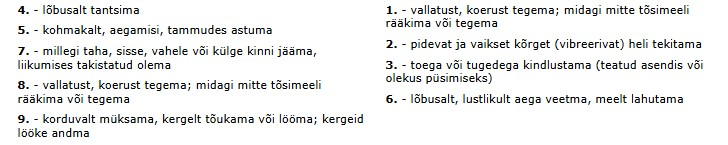 4. - lõbusalt tantsima
5. - kohmakalt, aegamisi, tammudes astuma
7. - millegi taha, sisse, vahele või külge kinni jääma,
liikumises takistatud olema
8. - vallatust, koerust tegema; midagi mitte tõsimeeli
rääkima või tegema
9. - korduvalt müksama, kergelt tõukama või lööma; kergeid
lööke andma
1. - vallatust, koerust tegema; midagi mitte tõsimeeli
rääkima või tegema
2. - pidevat ja vaikset kõrget (vibreerivat) heli tekitama
3. - toega või tugedega kindlustama (teatud asendis või
olekus püsimiseks)
6. - lõbusalt, lustlikult aega veetma, meelt lahutama